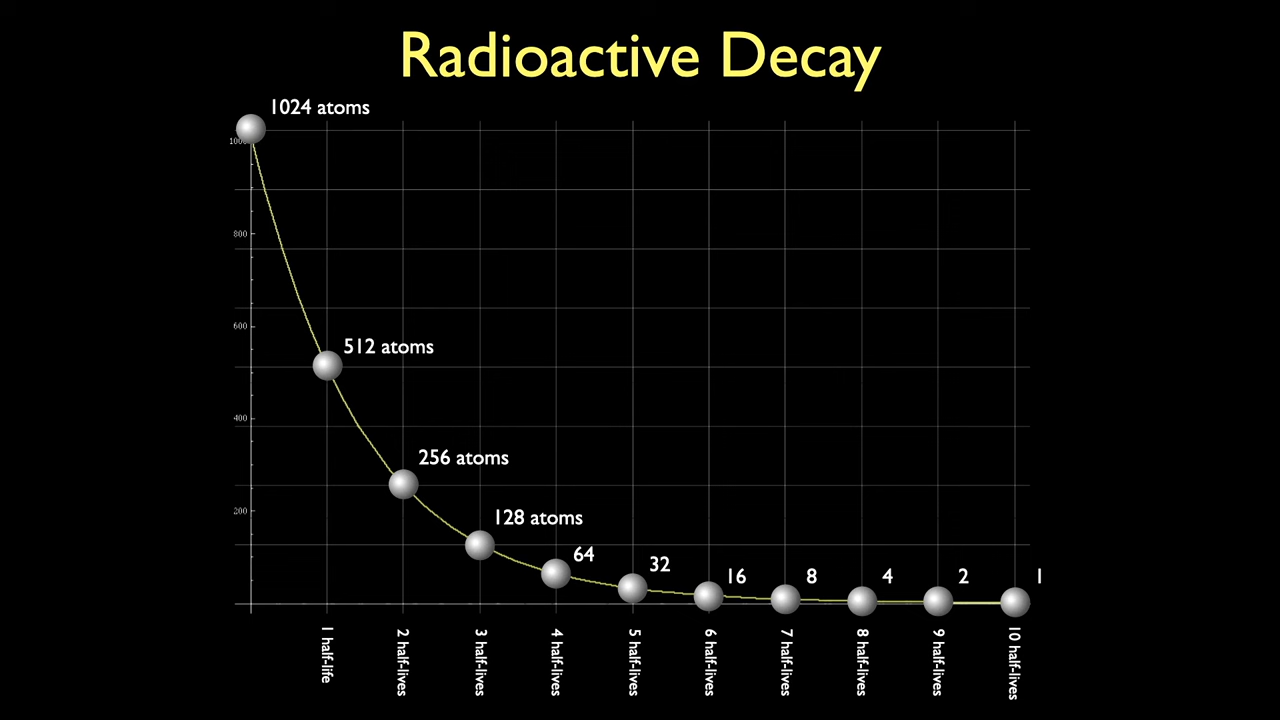 Radioactive Decay
1024 atoms
1000
800
600
400
200
512 atoms
256 atoms
128 atoms
64
32
16
8
4
2
1
1 half-life
2 half-lives
3 half-lives
4 half-lives
5 half-lives
6 half-lives
7 half-lives
8 half-lives
9 half-lives
10 half-lives